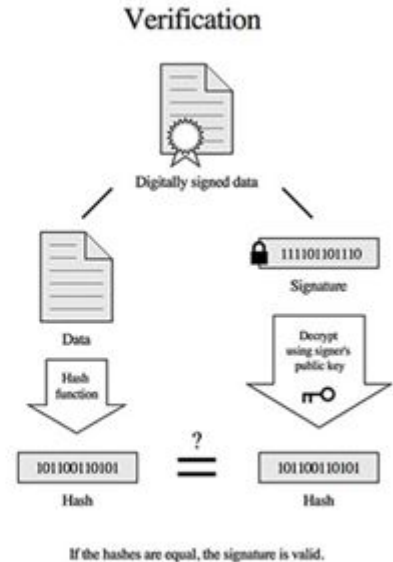 Verification
Digitally signed data
111101101110
Signature
Data
Decrypt
using signer's
public key
Hash
function
?
=
101100110101
101100110101
Hash
Hash
If the hashes are equal, the signature is valid.